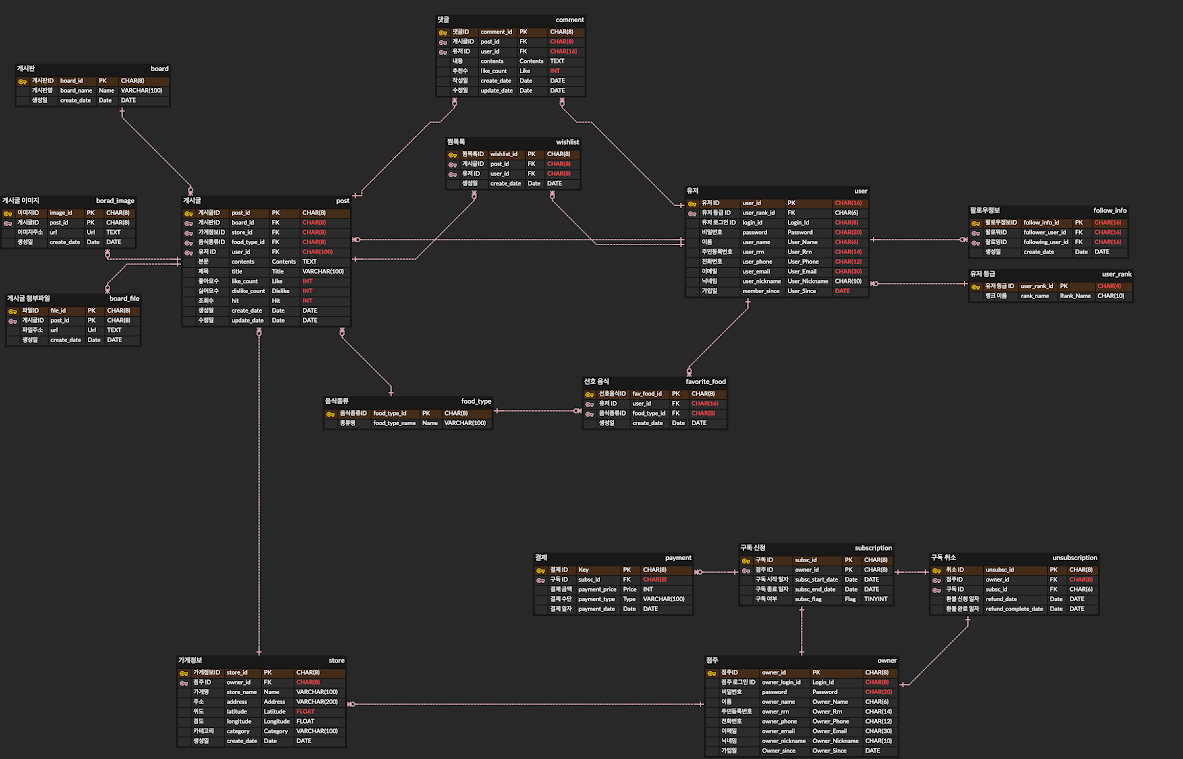 댓글 comment
댓글ID comment_id PK CHAR(8)
게시글ID post_id FK CHAR(8)
유저 ID user_id FK CHAR(16)
내용 contents Contents TEXT
추천수 like_count Like INT
작성일 create_date Date DATE
수정일 update_date Date DATE
게시판 board
게시판ID board_id PK CHAR(8)
게시판명 board_name Name VARCHAR(100)
생성일 create_date Date DATE
찜목록 wishlist
찜목록ID wishlist_id PK CHAR(8)
게시글ID post_id FK CHAR(8)
유저 ID user_id FK CHAR(8)
생성일 create_date Date DATE
게시글 이미지 borad_image
이미지ID image_id PK CHAR(8)
게시글ID post_id FK CHAR(8)
이미지주소 url Url TEXT
생성일 create_date Date DATE
게시글 post
게시글ID post_id PK CHAR(8)
게시판ID board_id FK CHAR(8)
가게정보ID store_id FK CHAR(8)
음식종류ID food_type_id FK CHAR(8)
유저 ID user_id FK CHAR(100)
본문 contents Contents TEXT
제목 title Title VARCHAR(100)
좋아요수 like_count Like INT
싫어요수 dislike_count Dislike INT
조회수 hit Hit INT
생성일 create_date Date DATE
수정일 update_date Date DATE
유저 user
유저 ID user_id PK CHAR(16)
유저 등급 ID user_rank_id FK CHAR(6)
유저 로그인 ID login_id Login_id CHAR(8)
비밀번호 password Password CHAR(20)
이름 user_name User_Name CHAR(6)
주민등록번호 user_rrn User_Rrn CHAR(14)
전화번호 user_phone User_Phone CHAR(12)
이메일 user_email User_Email CHAR(30)
닉네임 user_nickname User_Nickname CHAR(10)
가입일 member_since User_Since DATE
팔로우정보 follow_info
팔로우정보ID follow_info_id PK CHAR(16)
팔로워ID follower_user_id FK CHAR(16)
팔로잉ID following_user_id FK CHAR(16)
생성일 create_date Date DATE
유저 등급 user_rank
유저 등급 ID user_rank_id PK CHAR(4)
랭크 이름 rank_name Rank_Name CHAR(10)
게시글 첨부파일 board_file
파일ID file_id PK CHAR(8)
게시글ID post_id FK CHAR(8)
파일주소 url Url TEXT
생성일 create_date Date DATE
음식종류 food_type
음식종류ID food_type_id PK CHAR(8)
종류명 food_type_name Name VARCHAR(100)
선호 음식 favorite_food
선호음식ID fav_food_id PK CHAR(8)
유저 ID user_id FK CHAR(16)
음식종류ID food_type_id FK CHAR(8)
생성일 create_date Date DATE
결제 payment
결제 ID Key PK CHAR(8)
구독 ID subsc_id FK CHAR(8)
결제 금액 payment_price Price INT
결제 수단 payment_type Type VARCHAR(100)
결제 일자 payment_date Date DATE
구독 신청 subscription
구독 ID subsc_id PK CHAR(8)
점주 ID owner_id PK CHAR(8)
구독 시작 일자 subsc_start_date Date DATE
구독 종료 일자 subsc_end_date Date DATE
구독 여부 subsc_flag Flag TINYINT
구독 취소 unsubscription
취소 ID unsubsc_id PK CHAR(8)
점주ID owner_id FK CHAR(8)
구독 ID subsc_id FK CHAR(6)
환불 신청 일자 refund_date Date DATE
환불 완료 일자 refund_complete_date Date DATE
가게정보 store
가게정보ID store_id PK CHAR(8)
점주 ID owner_id FK CHAR(8)
가게명 store_name Name VARCHAR(100)
주소 address Address VARCHAR(200)
위도 latitude Latitude FLOAT
경도 longitude Longitude FLOAT
카테고리 category Category VARCHAR(100)
생성일 create_date Date DATE
점주 owner
점주ID owner_id PK CHAR(8)
점주 로그인 ID owner_login_id Login_id CHAR(8)
비밀번호 password Password CHAR(20)
이름 owner_name Owner_Name CHAR(6)
주민등록번호 owner_rrn Owner_Rrn CHAR(14)
전화번호 owner_phone Owner_Phone CHAR(12)
이메일 owner_email Owner_Email CHAR(30)
닉네임 owner_nickname Owner_Nickname CHAR(10)
가입일 Owner_since Owner_Since DATE